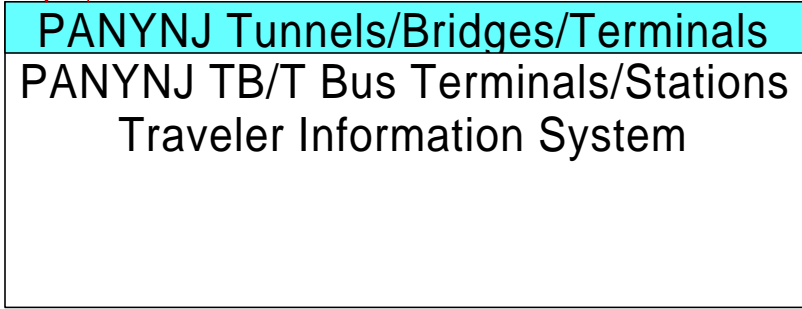 PANYNJ Tunnels/Bridges/Terminals
PANYNJ TB/T Bus Terminals/Stations
Traveler Information System